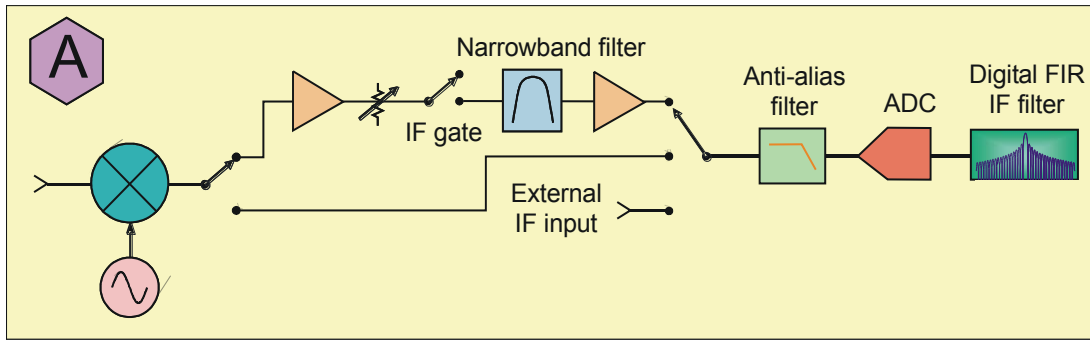 A
Narrowband filter
IF gate
External
IF input
Anti-alias
filter
ADC
Digital FIR
IF filter